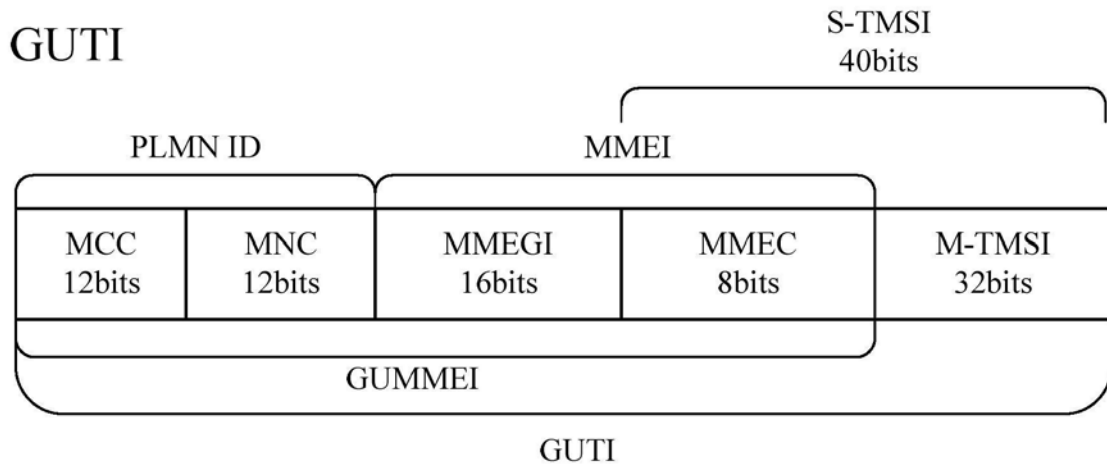 GUTI
S-TMSI
40bits
PLMN ID
MMEI
MCC
12bits
MNC
12bits
MMEGI
16bits
MMEC
8bits
M-TMSI
32bits
GUMMEI
GUTI